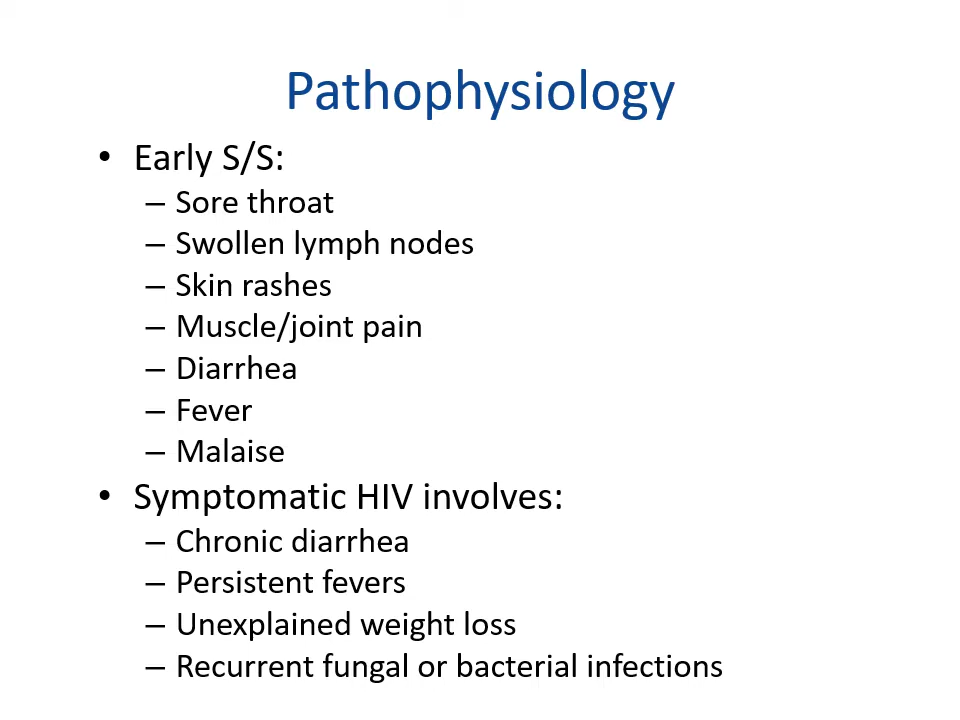 Pathophysiology
• Early S/S:
– Sore throat
– Swollen lymph nodes
– Skin rashes
– Muscle/joint pain
– Diarrhea
– Fever
– Malaise
• Symptomatic HIV involves:
– Chronic diarrhea
– Persistent fevers
– Unexplained weight loss
– Recurrent fungal or bacterial infections